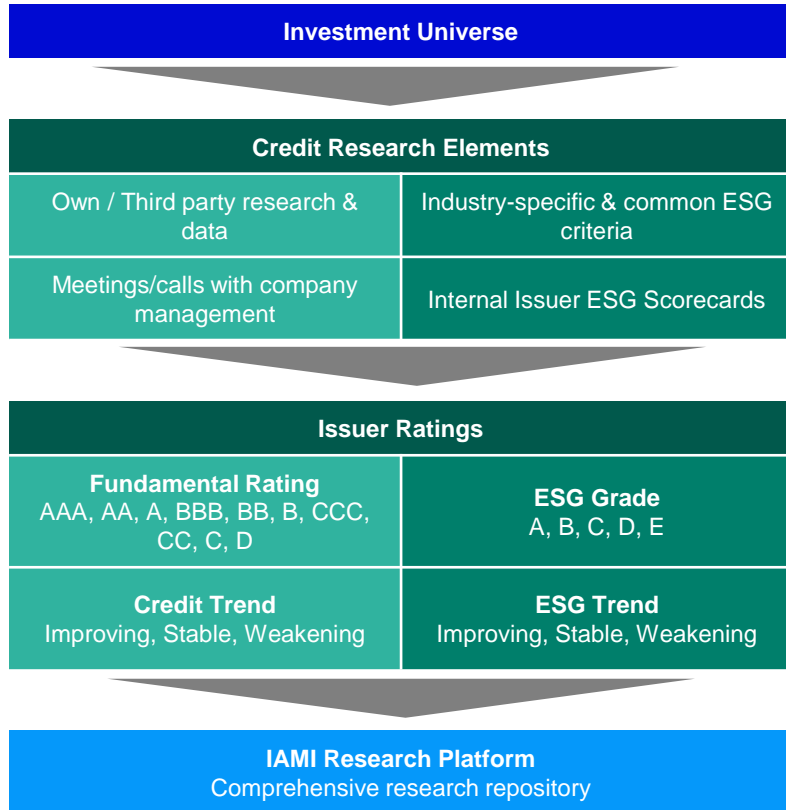 Investment Universe
Credit Research Elements
Own / Third party research &
data
Industry-specific & common ESG
criteria
Meetings/calls with company
management
Internal Issuer ESG Scorecards
Issuer Ratings
Fundamental Rating
AAA, AA, A, BBB, BB, B, CCC,
CC, C, D
ESG Grade
A, B, C, D, E
Credit Trend
Improving, Stable, Weakening
ESG Trend
Improving, Stable, Weakening
IAMI Research Platform
Comprehensive research repository